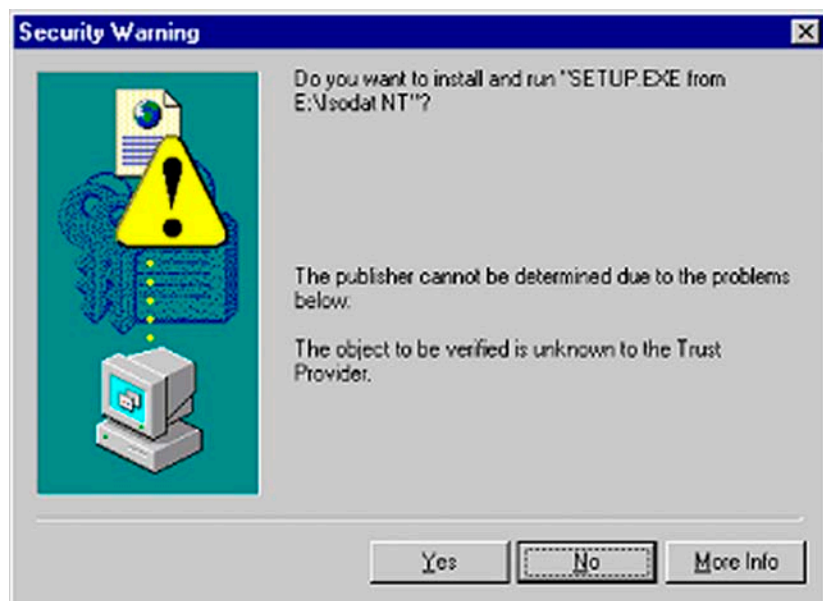 Security Warning
Do you want to install and run "SETUP.EXE from
E:\Isodat NT"?
The publisher cannot be determined due to the problems
below:
The object to be verified is unknown to the Trust
Provider.
Yes
No
More Info